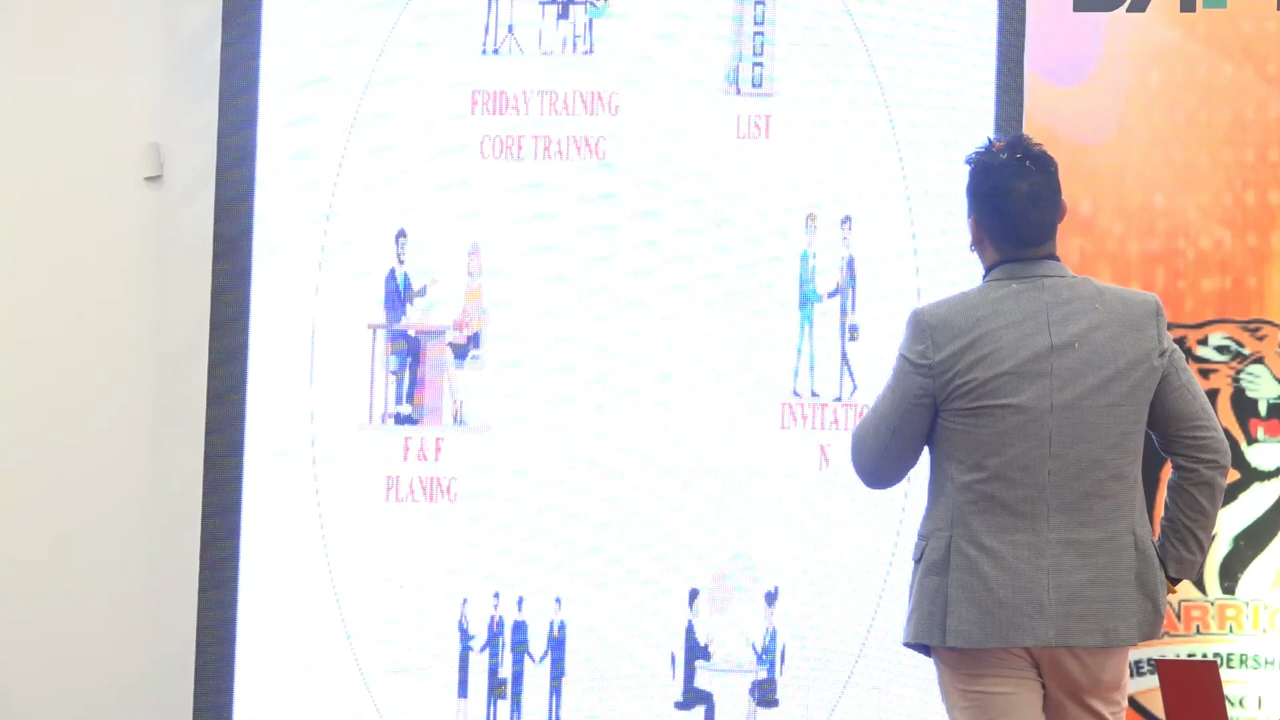 FRIDAY TRAINING
CORE TRAINNG
LIST
INVITATIO
N
F & F
PLANING